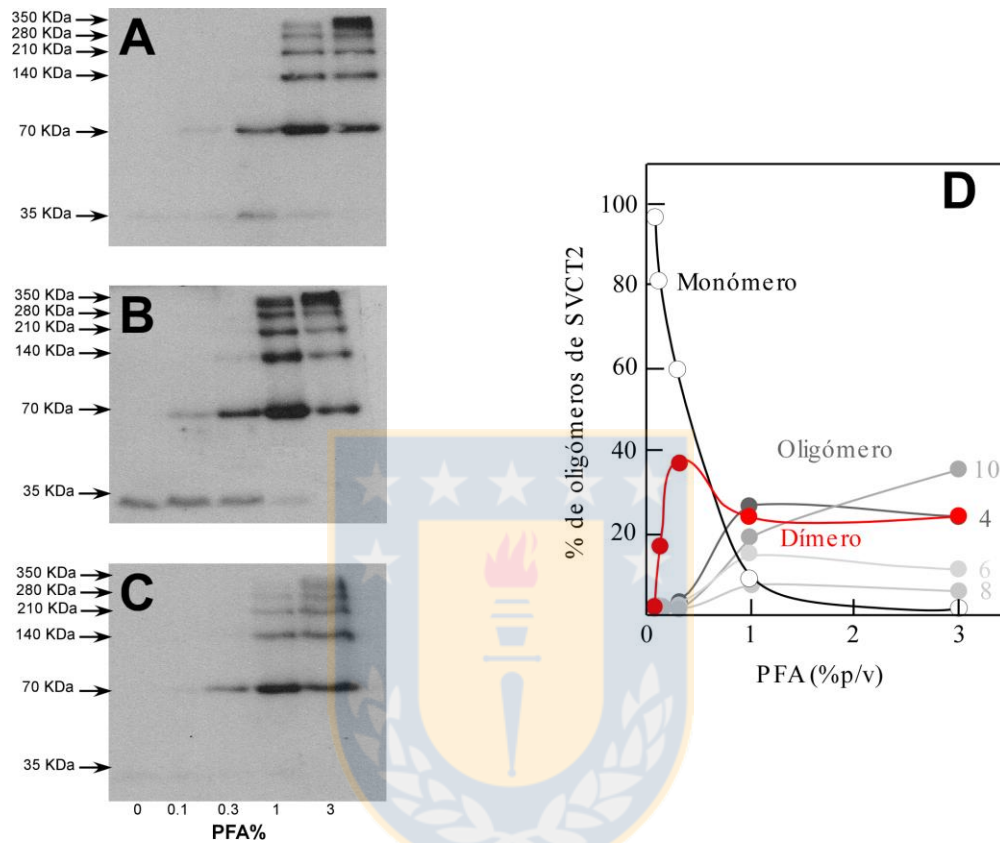 A
350 KDa
280 KDa
210 KDa
140 KDa
70 KDa
35 KDa
B
350 KDa
280 KDa
210 KDa
140 KDa
70 KDa
35 KDa
C
350 KDa
280 KDa
210 KDa
140 KDa
70 KDa
35 KDa
0 0.1 0.3 1 3
PFA%
D
% de oligómeros de SVCT2
100
80
60
40
20
Monómero
Oligómero
Dímero
10
4
6
8
0 1 2 3
PFA (%p/v)